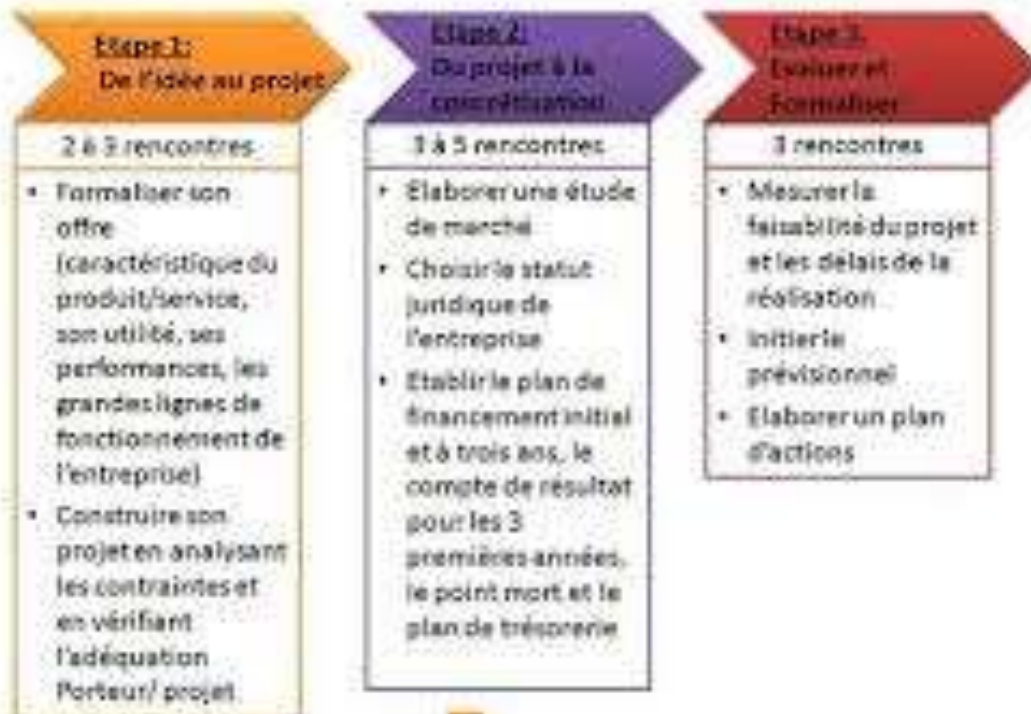 Etape 1:
De l'idée au projet
2 à 3 rencontres
• Formaliser son
offre
(caractéristique du
produit/service,
son utilité, ses
performances, les
grandes lignes de
fonctionnement de
l'entreprise)
• Construire son
projet en analysant
les contraintes et
en vérifiant
l'adéquation
Porteur/ projet
Etape 2:
Du projet à la
concrétisation
3 à 5 rencontres
• Elaborer une étude
de marché
• Choisir le statut
juridique de
l'entreprise
• Etablir le plan de
financement initial
et à trois ans, le
compte de résultat
pour les 3
premières années,
le point mort et le
plan de trésorerie
Etape 3.
Evaluer et
Formaliser
3 rencontres
• Mesurer la
faisabilité du projet
et les délais de la
réalisation
• Initier le
prévisionnel
• Elaborer un plan
d'actions